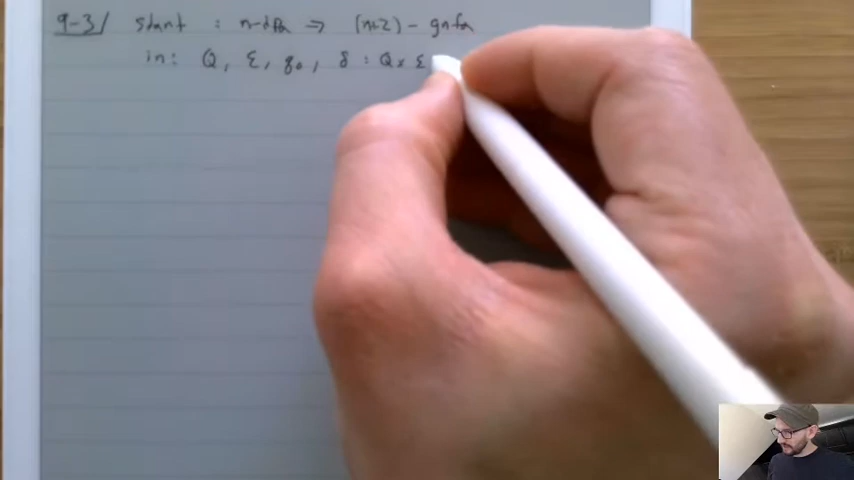 9-3/ start : n-dfa ⇒ (n+2)-gnfa
in: Q, Σ, q₀, δ : Q × Σ